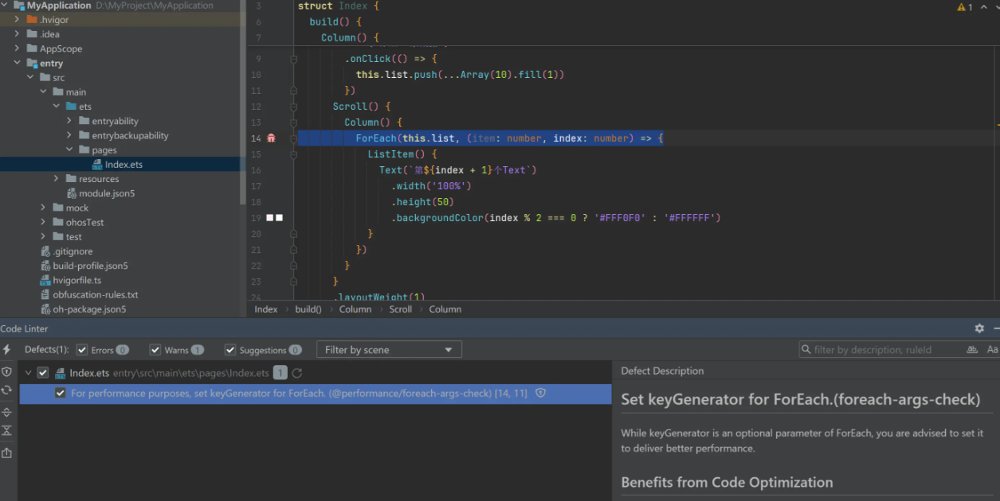 MyApplication D:\MyProject\MyApplication
.hvigor
.idea
AppScope
entry
src
main
ets
entryability
entrybackupability
pages
Index.ets
resources
module.json5
mock
ohosTest
test
.gitignore
build-profile.json5
hvigorfile.ts
obfuscation-rules.txt
oh-package.json5
3 struct Index {
1
6 build() {
7 Column() {
9 .onClick(() => {
10 this.list.push(...Array(10).fill(1))
11 })
12 Scroll() {
13 Column() {
14 ForEach(this.list, (item: number, index: number) => {
15 ListItem() {
16 Text(`第${index + 1}个Text`)
17 .width('100%')
18 .height(50)
19 .backgroundColor(index % 2 === 0 ? '#FFF0F0' : '#FFFFFF')
20 }
21 })
22 }
23 }
24 .layoutWeight(1)
Index › build() › Column › Scroll › Column
Code Linter
Defects(1): Errors 0 Warns 1 Suggestions 0 Filter by scene
filter by description, ruleId Aa
Index.ets entry\src\main\ets\pages\Index.ets 1
For performance purposes, set keyGenerator for ForEach. (@performance/foreach-args-check) [14, 11]
Defect Description
Set keyGenerator for ForEach.(foreach-args-check)
While keyGenerator is an optional parameter of ForEach, you are advised to set it
to deliver better performance.
Benefits from Code Optimization